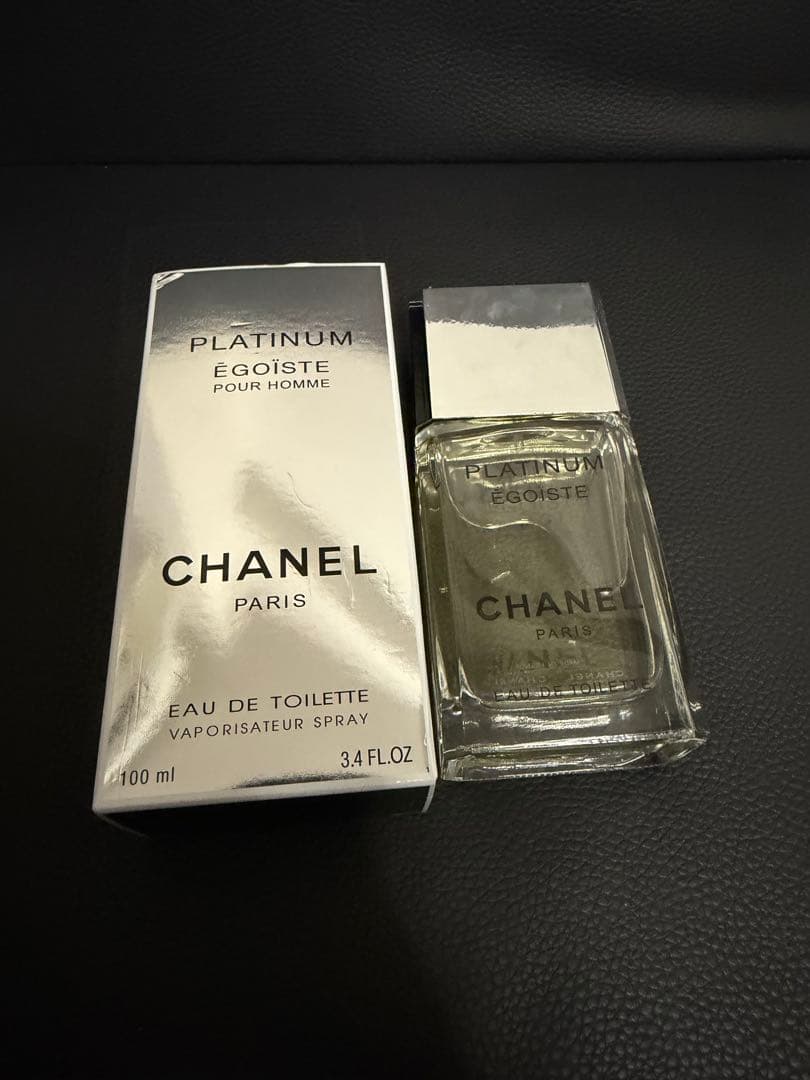 PLATINUM
ÉGOÏSTE
POUR HOMME
CHANEL
PARIS
EAU DE TOILETTE
VAPORISATEUR SPRAY
100 ml
3.4 FL.OZ
PLATINUM
ÉGOÏSTE
CHANEL
PARIS
EAU DE TOILETTE